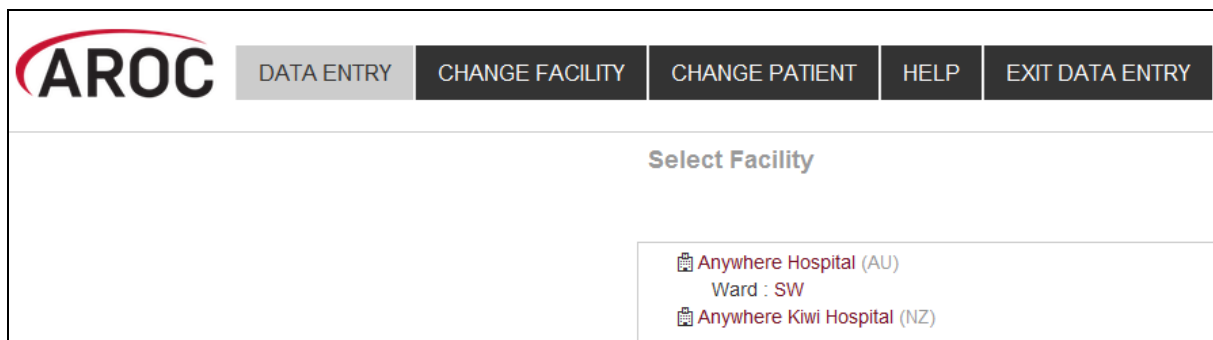 AROC DATA ENTRY CHANGE FACILITY CHANGE PATIENT HELP EXIT DATA ENTRY
Select Facility
Anywhere Hospital (AU)
Ward : SW
Anywhere Kiwi Hospital (NZ)